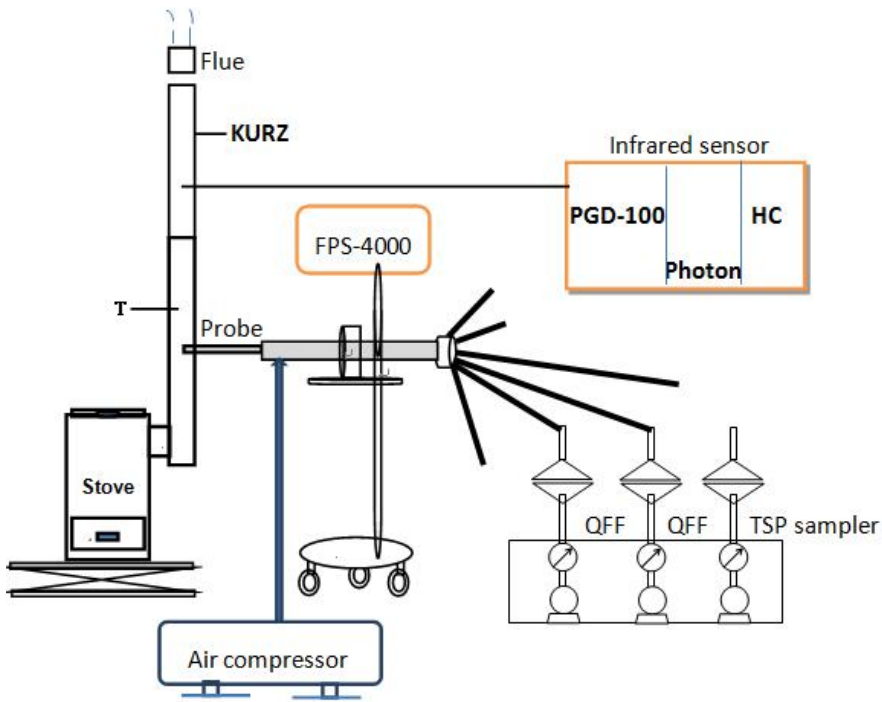 Flue
KURZ
Infrared sensor
PGD-100
HC
Photon
FPS-4000
T
Probe
Stove
QFF
QFF
TSP sampler
Air compressor